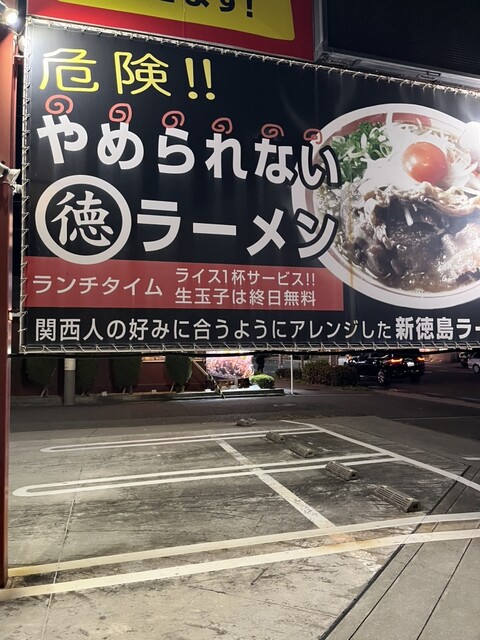 ます!
危険!!
やめられない
徳ラーメン
ランチタイム
ライス1杯サービス!!
生玉子は終日無料
関西人の好みに合うようにアレンジした新徳島ラー